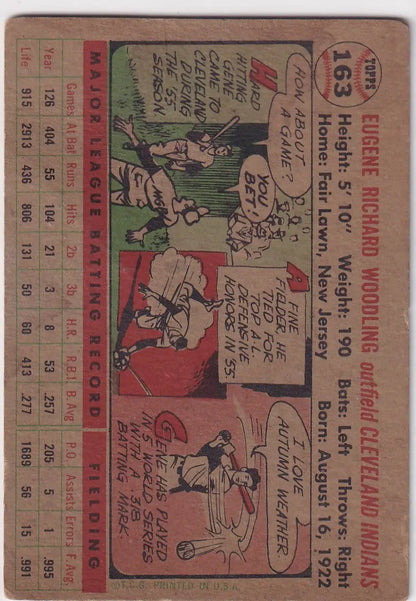 TOPPS
163
EUGENE RICHARD WOODLING outfield CLEVELAND INDIANS
Height: 5' 10" Weight: 190 Bats: Left Throws: Right
Home: Fair Lawn, New Jersey Born: August 16, 1922
HARD
HITTING
GENE
CAME TO
CLEVELAND
DURING
THE '55
SEASON
HOW ABOUT
A GAME?
YOU
BET!
A FINE
FIELDER, HE
TIED FOR
TOP A.L.
DEFENSIVE
HONORS IN '55.
I LOVE
AUTUMN WEATHER.
GENE HAS PLAYED
IN 5 WORLD SERIES
WITH A .318
BATTING MARK.
©T.C.G. PRINTED IN U.S.A.
MAJOR LEAGUE BATTING RECORD FIELDING
Games At Bat Runs Hits 2b 3b H.R. R.B.I. B. Avg. P.O. Assists Errors F. Avg.
Year 126 404 55 104 21 3 8 53 .257 205 5 1 .995
Life 915 2913 436 806 131 50 60 413 .277 1689 56 15 .991